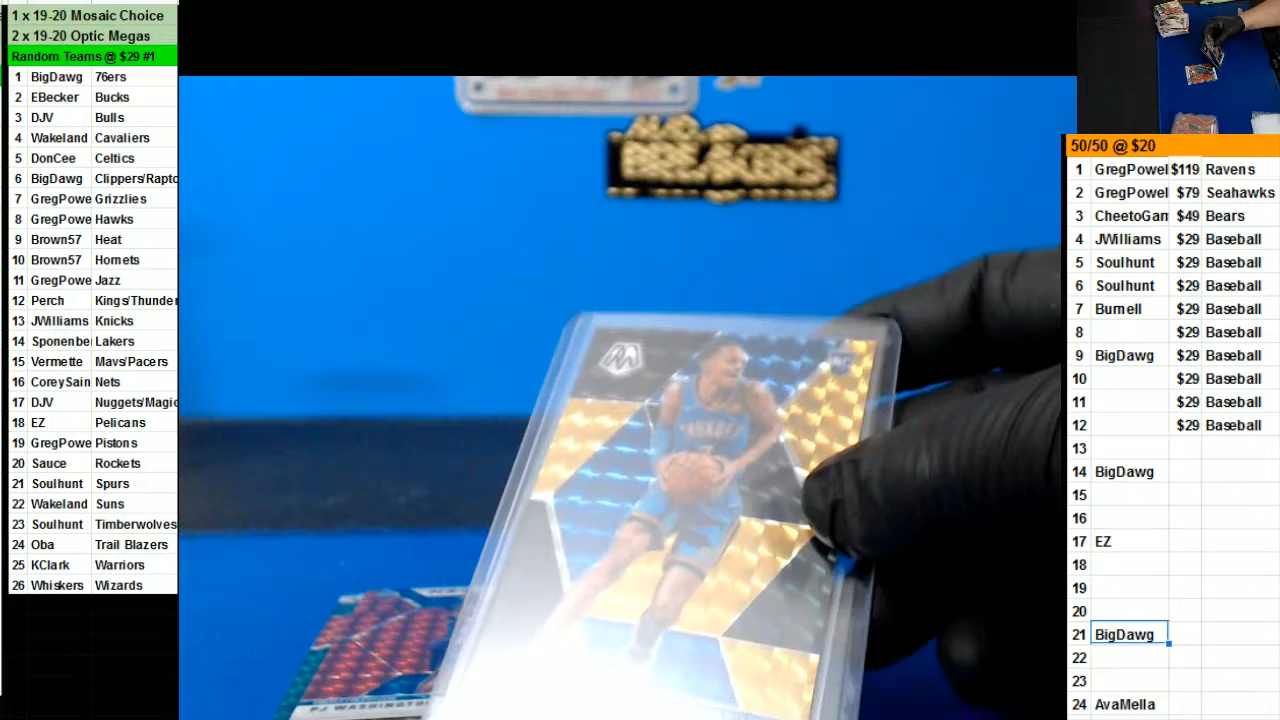 1 x 19-20 Mosaic Choice
2 x 19-20 Optic Megas
Random Teams @ $29 #1
1 BigDawg 76ers
2 EBecker Bucks
3 DJV Bulls
4 Wakeland Cavaliers
5 DonCee Celtics
6 BigDawg Clippers/Rapto
7 GregPowe Grizzlies
8 GregPowe Hawks
9 Brown57 Heat
10 Brown57 Hornets
11 GregPowe Jazz
12 Perch Kings/Thunder
13 JWilliams Knicks
14 Sponenbe Lakers
15 Vermette Mavs/Pacers
16 CoreySain Nets
17 DJV Nuggets/Magic
18 EZ Pelicans
19 GregPowe Pistons
20 Sauce Rockets
21 Soulhunt Spurs
22 Wakeland Suns
23 Soulhunt Timberwolves
24 Oba Trail Blazers
25 KClark Warriors
26 Whiskers Wizards
BREAKERS
THUNDER
PJ WASHINGTON
50/50 @ $20
1 GregPowel $119 Ravens
2 GregPowel $79 Seahawks
3 CheetoGam $49 Bears
4 JWilliams $29 Baseball
5 Soulhunt $29 Baseball
6 Soulhunt $29 Baseball
7 Burnell $29 Baseball
8 $29 Baseball
9 BigDawg $29 Baseball
10 $29 Baseball
11 $29 Baseball
12 $29 Baseball
13
14 BigDawg
15
16
17 EZ
18
19
20
21 BigDawg
22
23
24 AvaMella